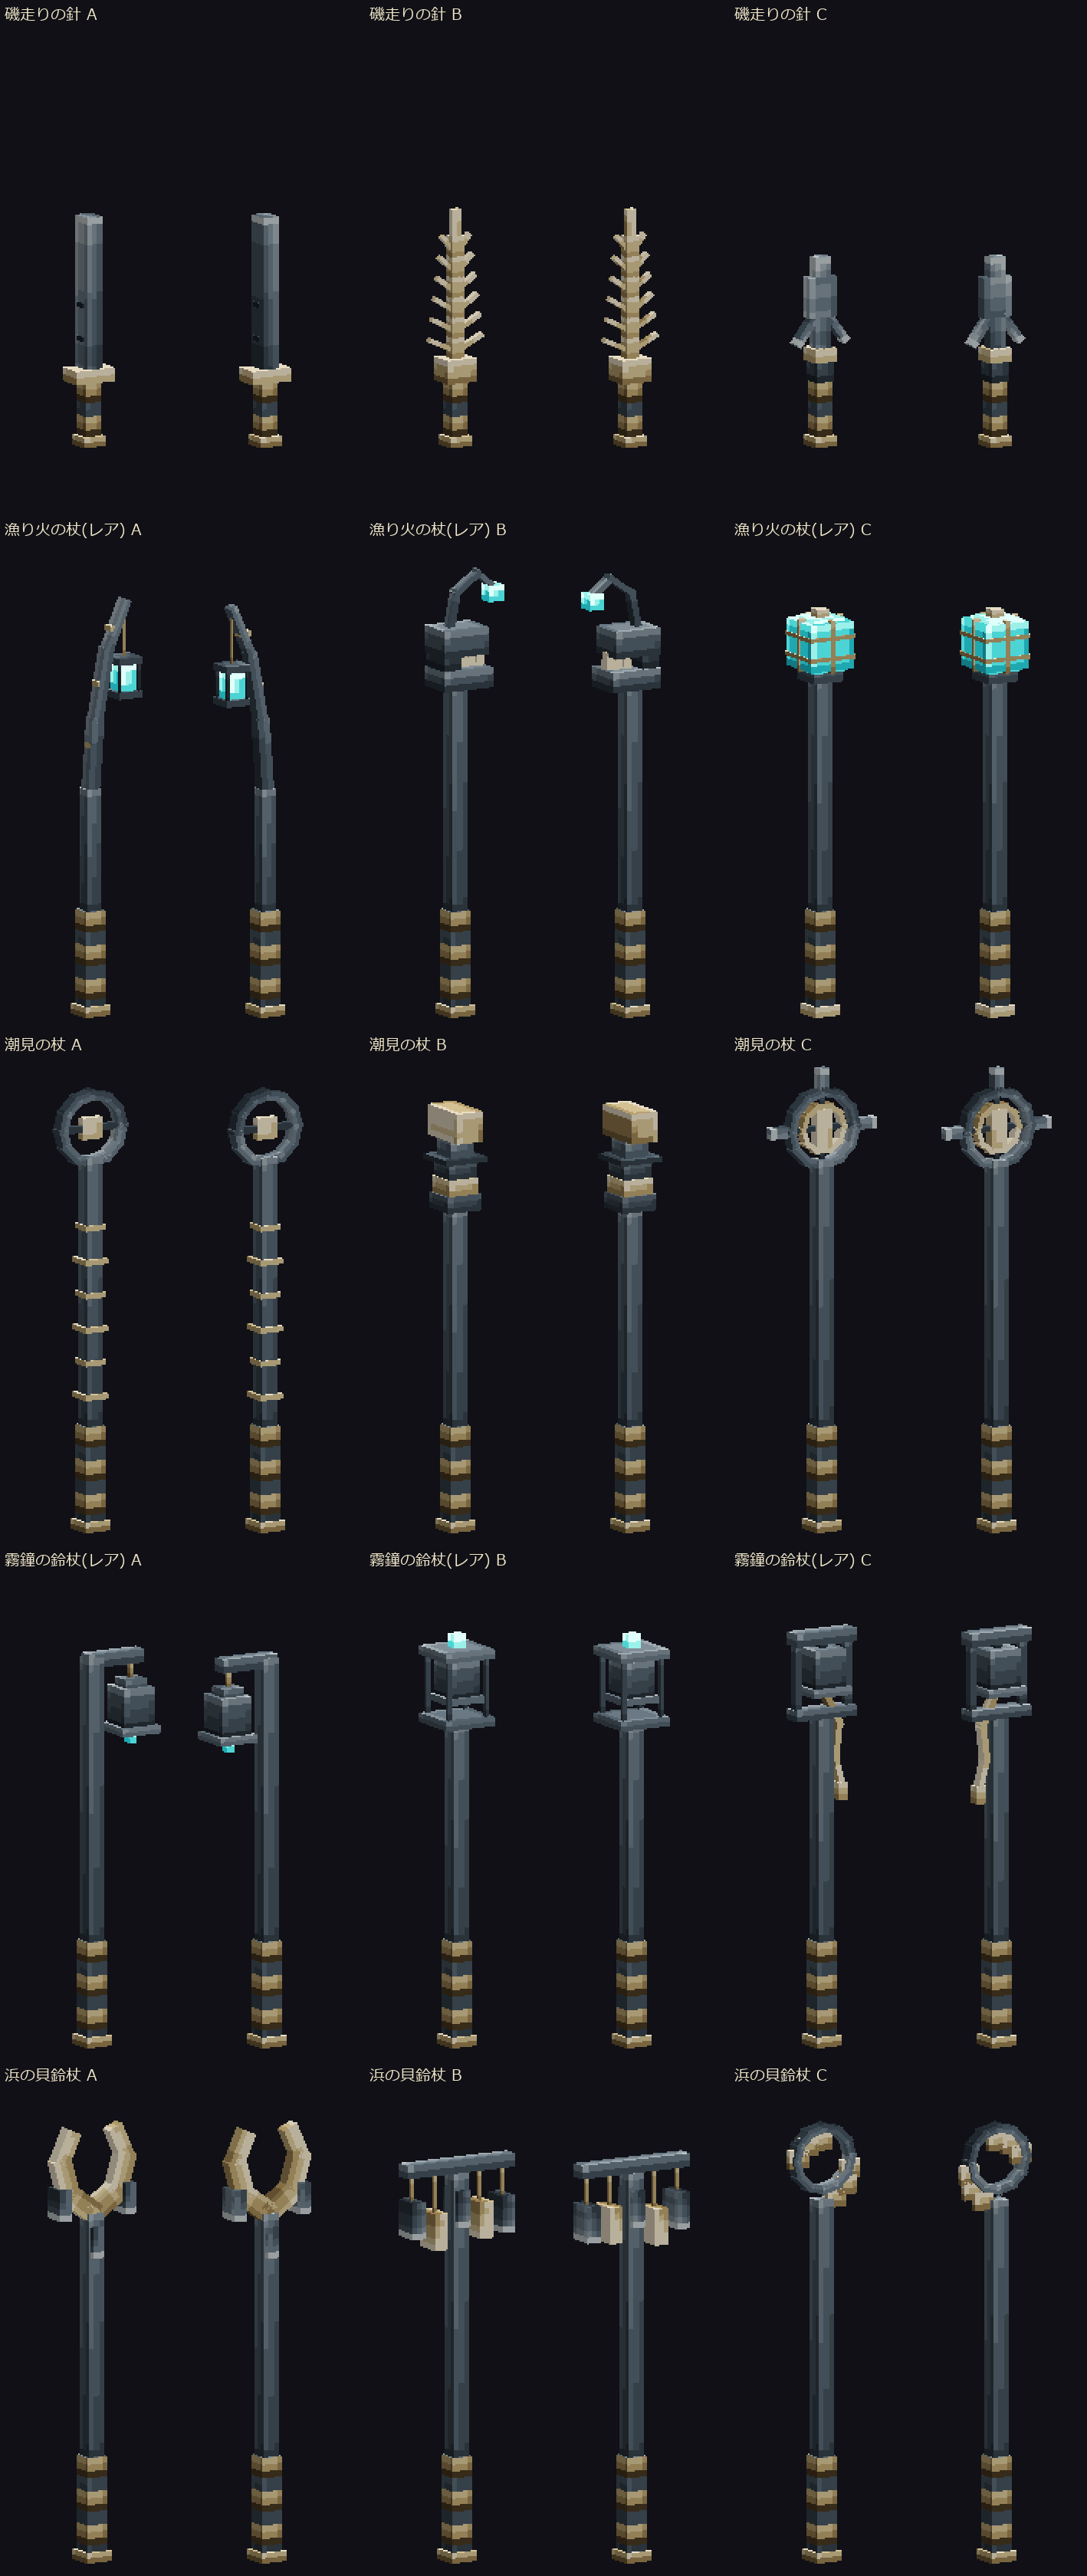 磯走りの針 A
磯走りの針 B
磯走りの針 C
漁り火の杖(レア) A
漁り火の杖(レア) B
漁り火の杖(レア) C
潮見の杖 A
潮見の杖 B
潮見の杖 C
霧鐘の鈴杖(レア) A
霧鐘の鈴杖(レア) B
霧鐘の鈴杖(レア) C
浜の貝鈴杖 A
浜の貝鈴杖 B
浜の貝鈴杖 C